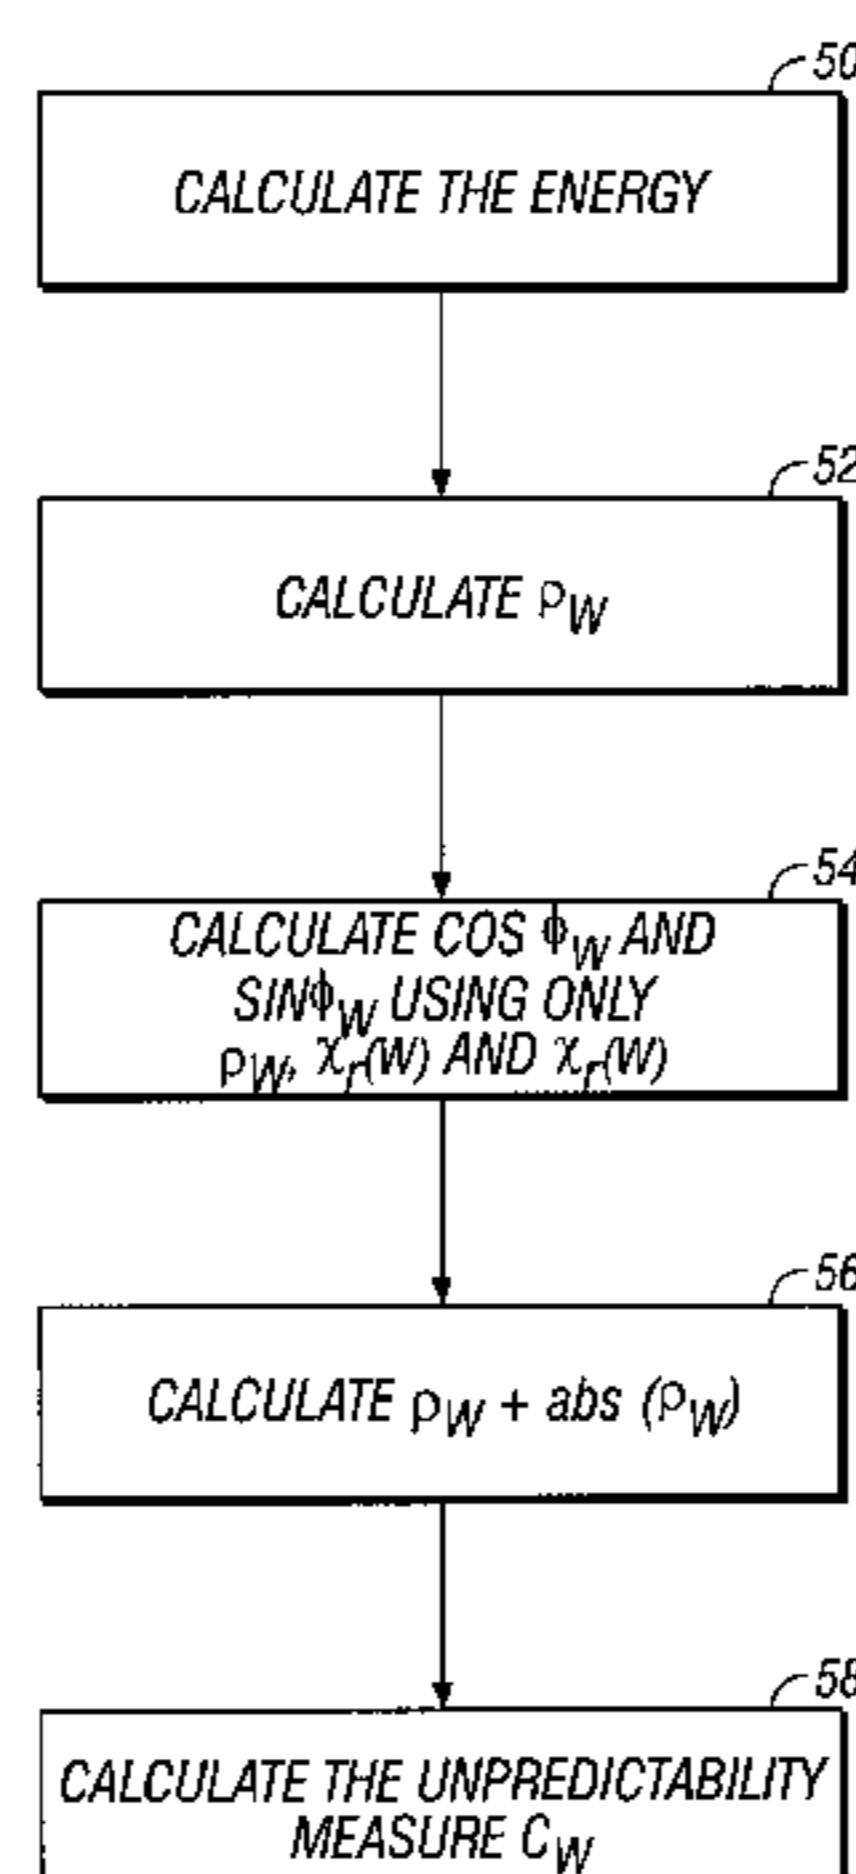 50
CALCULATE THE ENERGY
52
CALCULATE ρW
54
CALCULATE COS ϕW AND
SINϕW USING ONLY
ρW, χr(W) AND χr(W)
56
CALCULATE ρW + abs (ρW)
58
CALCULATE THE UNPREDICTABILITY
MEASURE CW